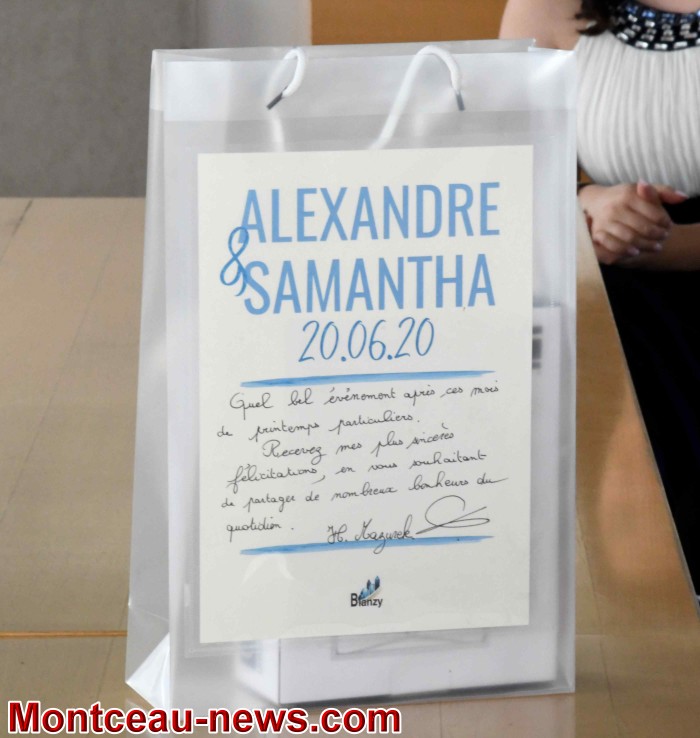 ALEXANDRE
&
SAMANTHA
20.06.20
Quel bel évènement après ces mois
de printemps particuliers.
Recevez mes plus sincères
félicitations, en vous souhaitant
de partager de nombreux bonheurs du
quotidien. H. Mazurek
Blanzy
Montceau-news.com